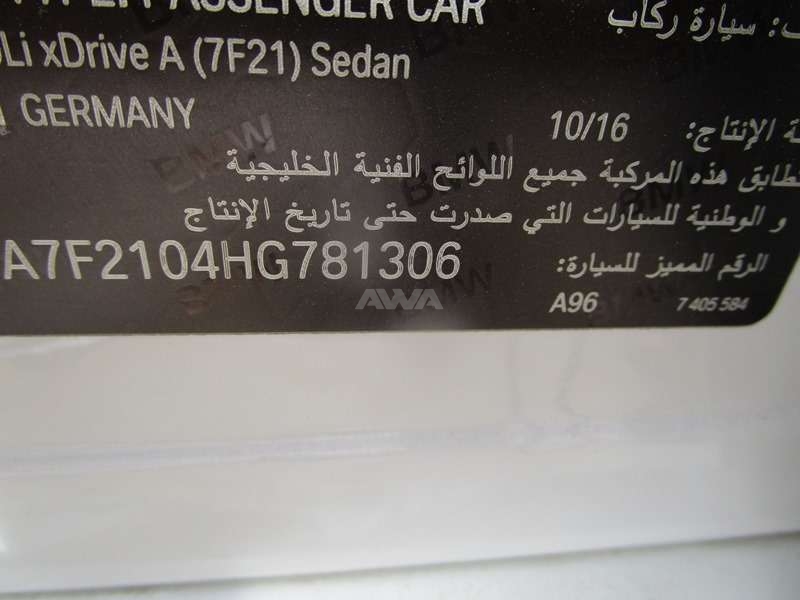 PASSENGER CAR
سيارة ركاب
Li xDrive A (7F21) Sedan
GERMANY
10/16
الإنتاج:
تطابق هذه المركبة جميع اللوائح الفنية الخليجية
و الوطنية للسيارات التي صدرت حتى تاريخ الإنتاج
A7F2104HG781306
الرقم المميز للسيارة:
AWA
A96
7 405 584